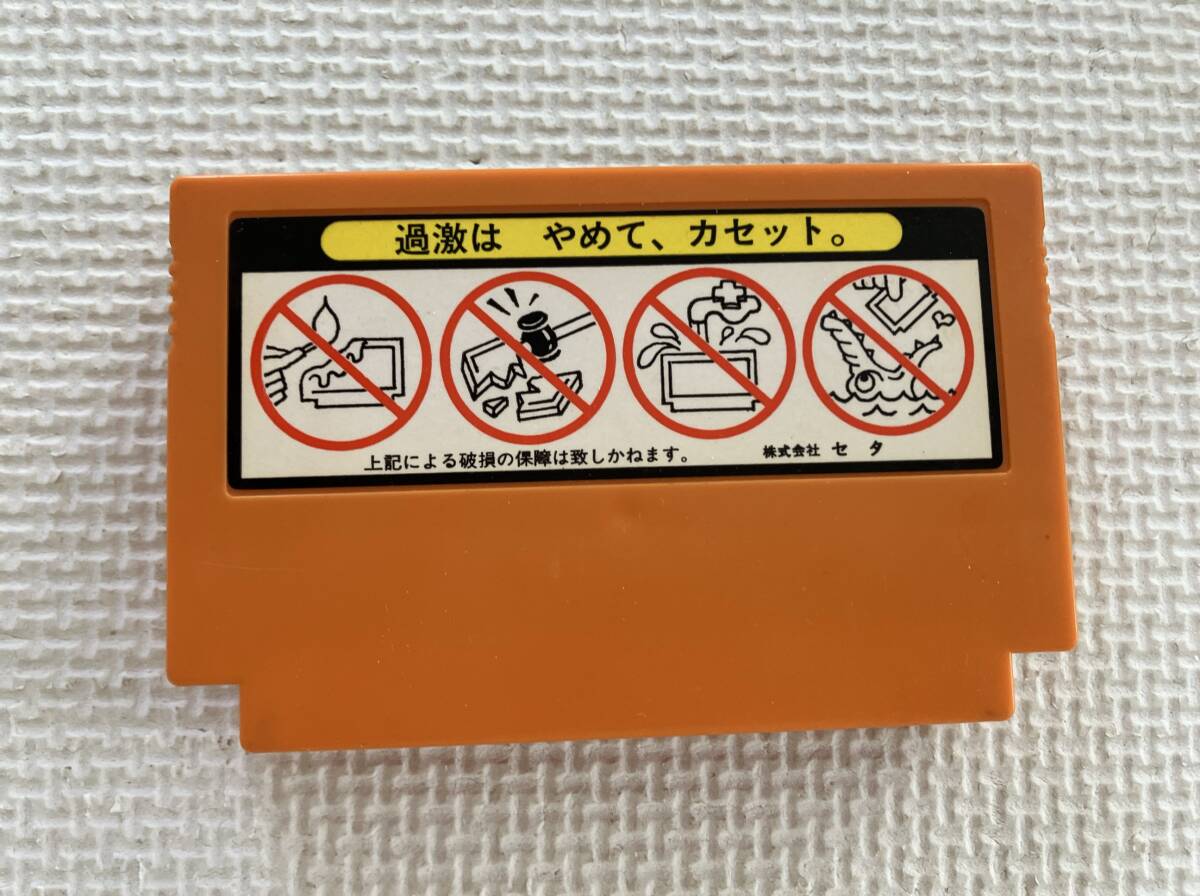 過激は　やめて、カセット。
上記による破損の保障は致しかねます。
株式会社 セタ